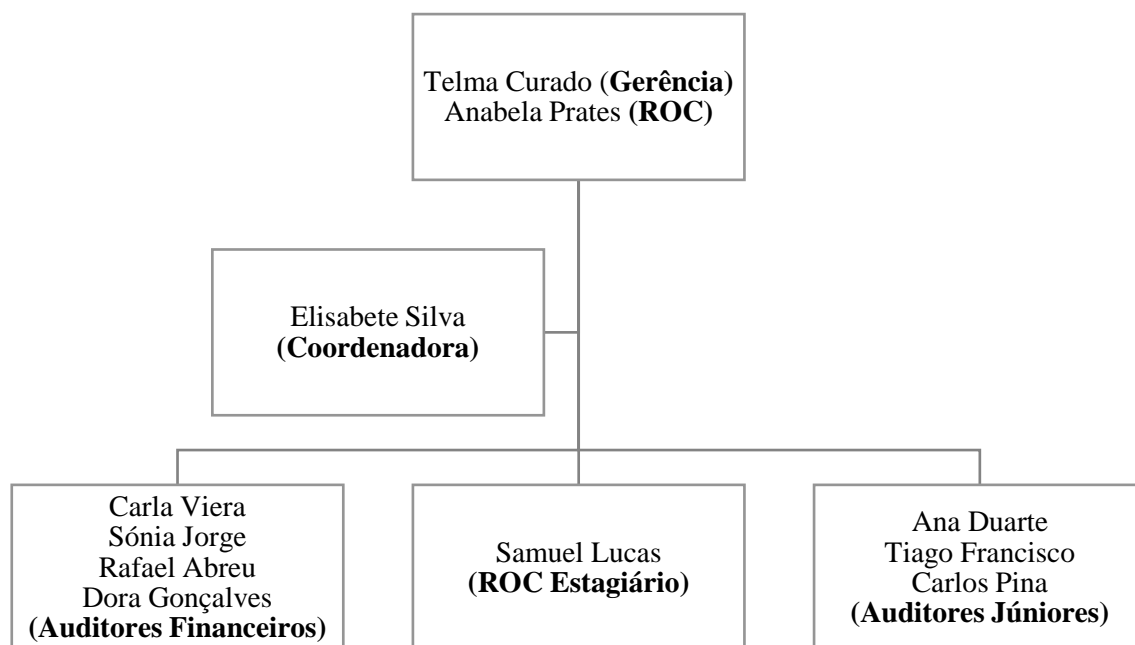 Telma Curado (Gerência)
Anabela Prates (ROC)
Elisabete Silva
(Coordenadora)
Carla Viera
Sónia Jorge
Rafael Abreu
Dora Gonçalves
(Auditores Financeiros)
Samuel Lucas
(ROC Estagiário)
Ana Duarte
Tiago Francisco
Carlos Pina
(Auditores Júniores)